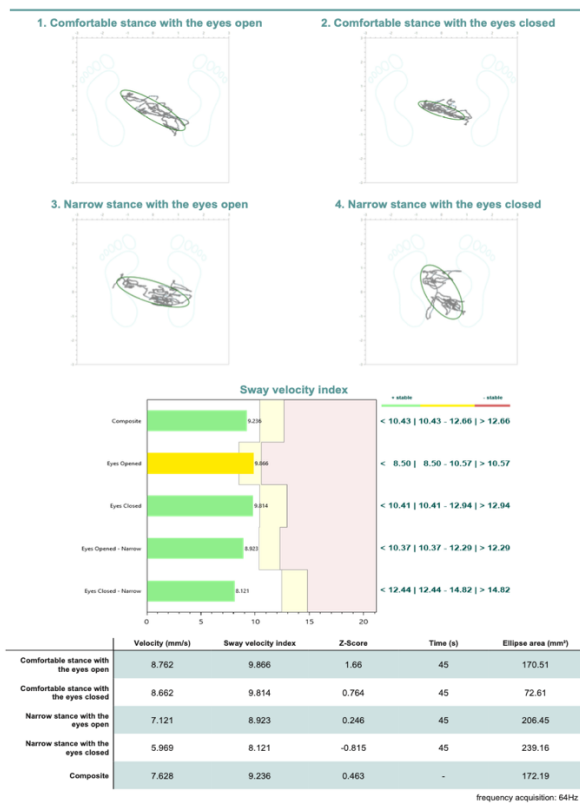 1. Comfortable stance with the eyes open
2. Comfortable stance with the eyes closed
3. Narrow stance with the eyes open
4. Narrow stance with the eyes closed
Sway velocity index
+ stable
- stable
Composite
9.236
< 10.43 | 10.43 - 12.66 | > 12.66
Eyes Opened
9.866
< 8.50 | 8.50 - 10.57 | > 10.57
Eyes Closed
9.814
< 10.41 | 10.41 - 12.94 | > 12.94
Eyes Opened - Narrow
8.923
< 10.37 | 10.37 - 12.29 | > 12.29
Eyes Closed - Narrow
8.121
< 12.44 | 12.44 - 14.82 | > 14.82
0 5 10 15 20
Velocity (mm/s) Sway velocity index Z-Score Time (s) Ellipse area (mm²)
Comfortable stance with
the eyes open
8.762 9.866 1.66 45 170.51
Comfortable stance with
the eyes closed
8.662 9.814 0.764 45 72.61
Narrow stance with the
eyes open
7.121 8.923 0.246 45 206.45
Narrow stance with the
eyes closed
5.969 8.121 -0.815 45 239.16
Composite 7.628 9.236 0.463 - 172.19
frequency acquisition: 64Hz